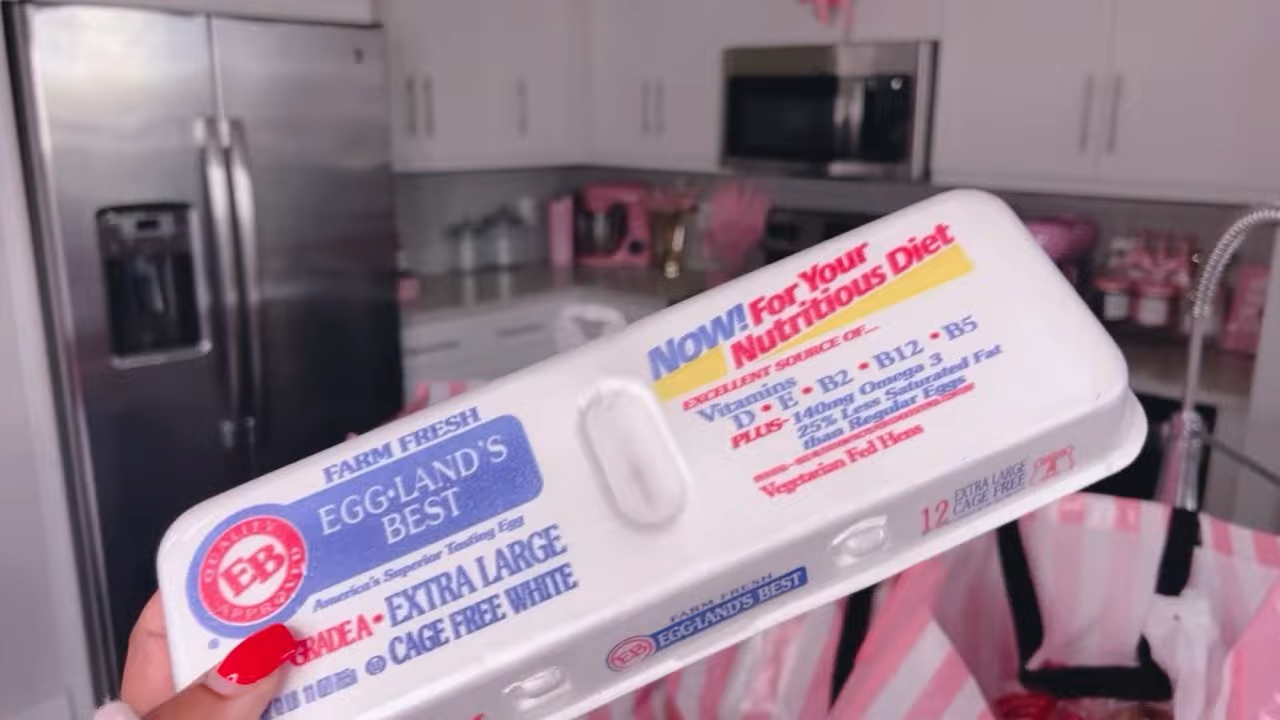 FARM FRESH
EGG•LAND'S
BEST
QUALITY
EB
America's Superior Tasting Egg
GRADE A • EXTRA LARGE
CAGE FREE WHITE
NOW! For Your
Nutritious Diet
EXCELLENT SOURCE OF...
Vitamins
D • E • B2 • B12 • B5
PLUS- 140mg Omega 3
25% Less Saturated Fat
than Regular Eggs
Vegetarian Fed Hens
12 EXTRA LARGE
CAGE FREE
FARM FRESH
EB EGG•LAND'S BEST